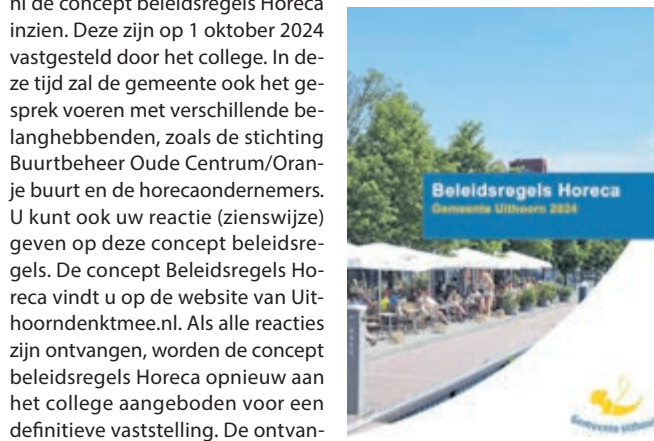 nl de concept beleidsregels Horeca
inzien. Deze zijn op 1 oktober 2024
vastgesteld door het college. In de-
ze tijd zal de gemeente ook het ge-
sprek voeren met verschillende be-
langhebbenden, zoals de stichting
Buurtbeheer Oude Centrum/Oran-
je buurt en de horecaondernemers.
U kunt ook uw reactie (zienswijze)
geven op deze concept beleidsre-
gels. De concept Beleidsregels Ho-
reca vindt u op de website van Uit-
hoorndenktmee.nl. Als alle reacties
zijn ontvangen, worden de concept
beleidsregels Horeca opnieuw aan
het college aangeboden voor een
definitieve vaststelling. De ontvan-
Beleidsregels Horeca
Gemeente Uithoorn 2024
Gemeente Uithoorn